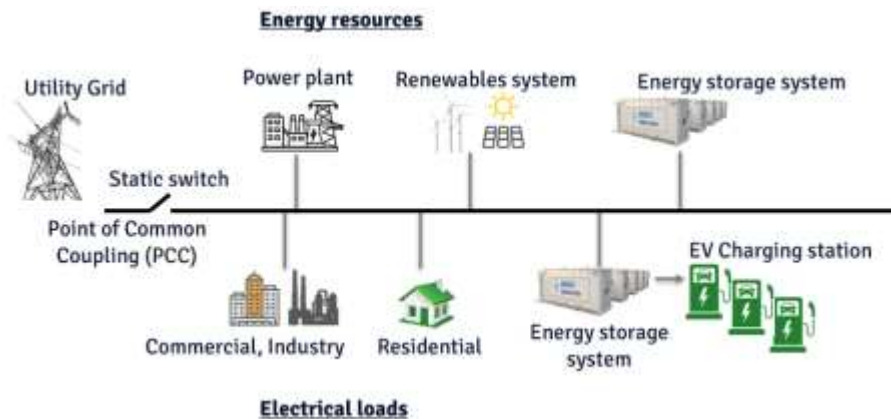 Energy resources
Utility Grid
Power plant
Renewables system
Energy storage system
Static switch
Point of Common
Coupling (PCC)
EV Charging station
Commercial, Industry
Residential
Energy storage
system
Electrical loads